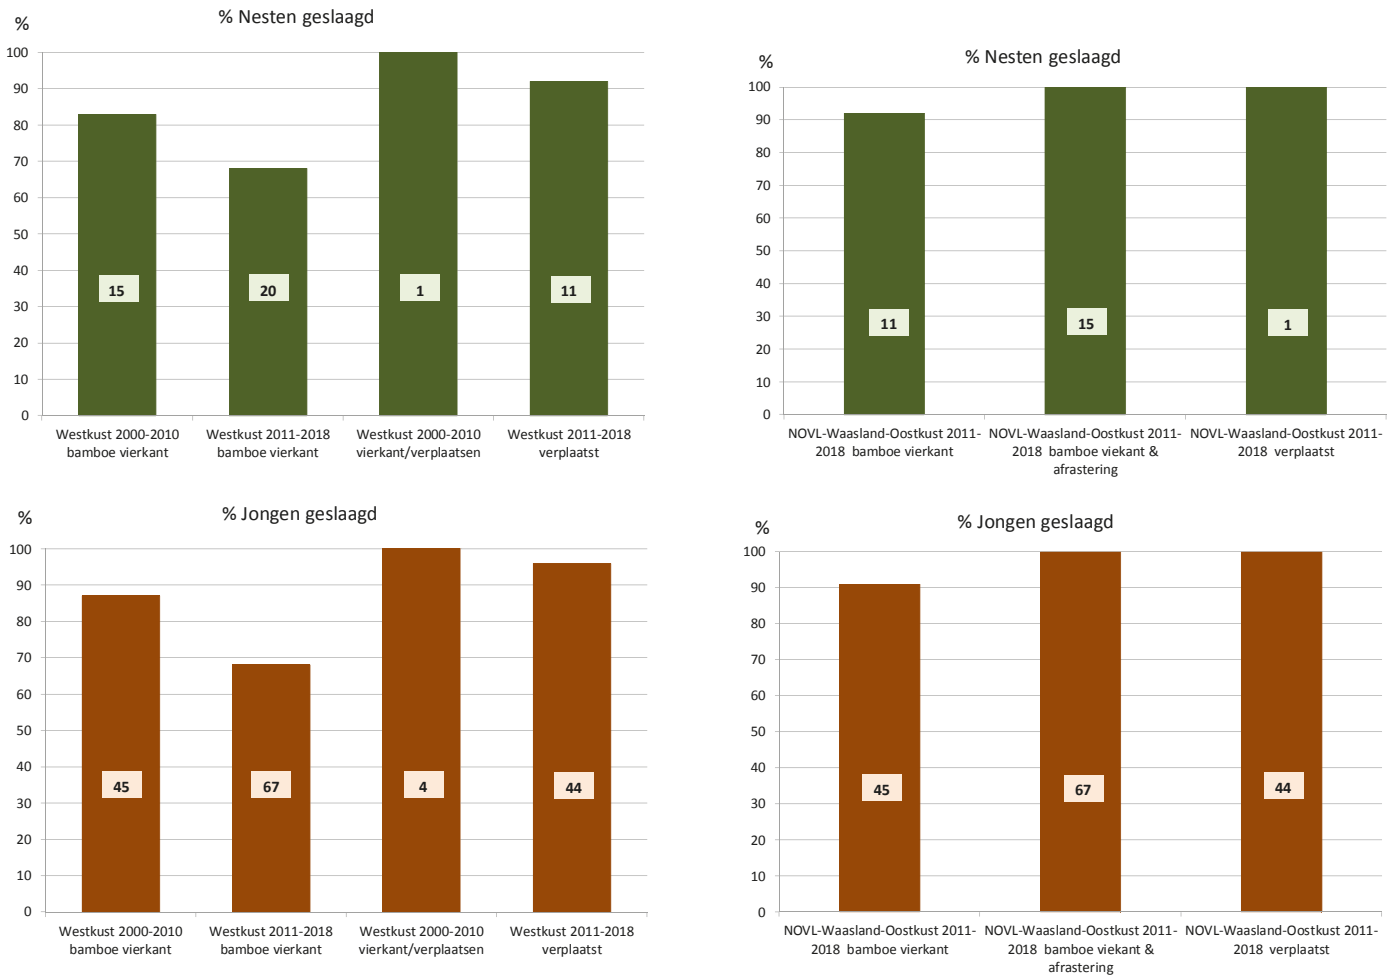 % Nesten geslaagd
%
100
90
80
70
60
50
40
30
20
10
0
15
20
1
11
Westkust 2000-2010
bamboe vierkant
Westkust 2011-2018
bamboe vierkant
Westkust 2000-2010
vierkant/verplaatsen
Westkust 2011-2018
verplaatst
% Nesten geslaagd
%
100
90
80
70
60
50
40
30
20
10
0
11
15
1
NOVL-Waasland-Oostkust 2011-
2018 bamboe vierkant
NOVL-Waasland-Oostkust 2011-
2018 bamboe viekant &
afrastering
NOVL-Waasland-Oostkust 2011-
2018 verplaatst
% Jongen geslaagd
%
100
90
80
70
60
50
40
30
20
10
0
45
67
4
44
Westkust 2000-2010
bamboe vierkant
Westkust 2011-2018
bamboe vierkant
Westkust 2000-2010
vierkant/verplaatsen
Westkust 2011-2018
verplaatst
% Jongen geslaagd
%
100
90
80
70
60
50
40
30
20
10
0
45
67
44
NOVL-Waasland-Oostkust 2011-
2018 bamboe vierkant
NOVL-Waasland-Oostkust 2011-
2018 bamboe viekant &
afrastering
NOVL-Waasland-Oostkust 2011-
2018 verplaatst